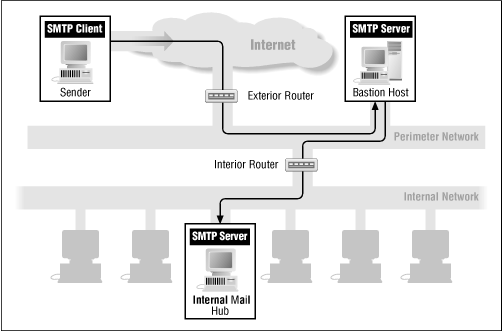 SMTP Client
Sender
Internet
SMTP Server
Bastion Host
Exterior Router
Perimeter Network
Interior Router
Internal Network
SMTP Server
Internal Mail
Hub